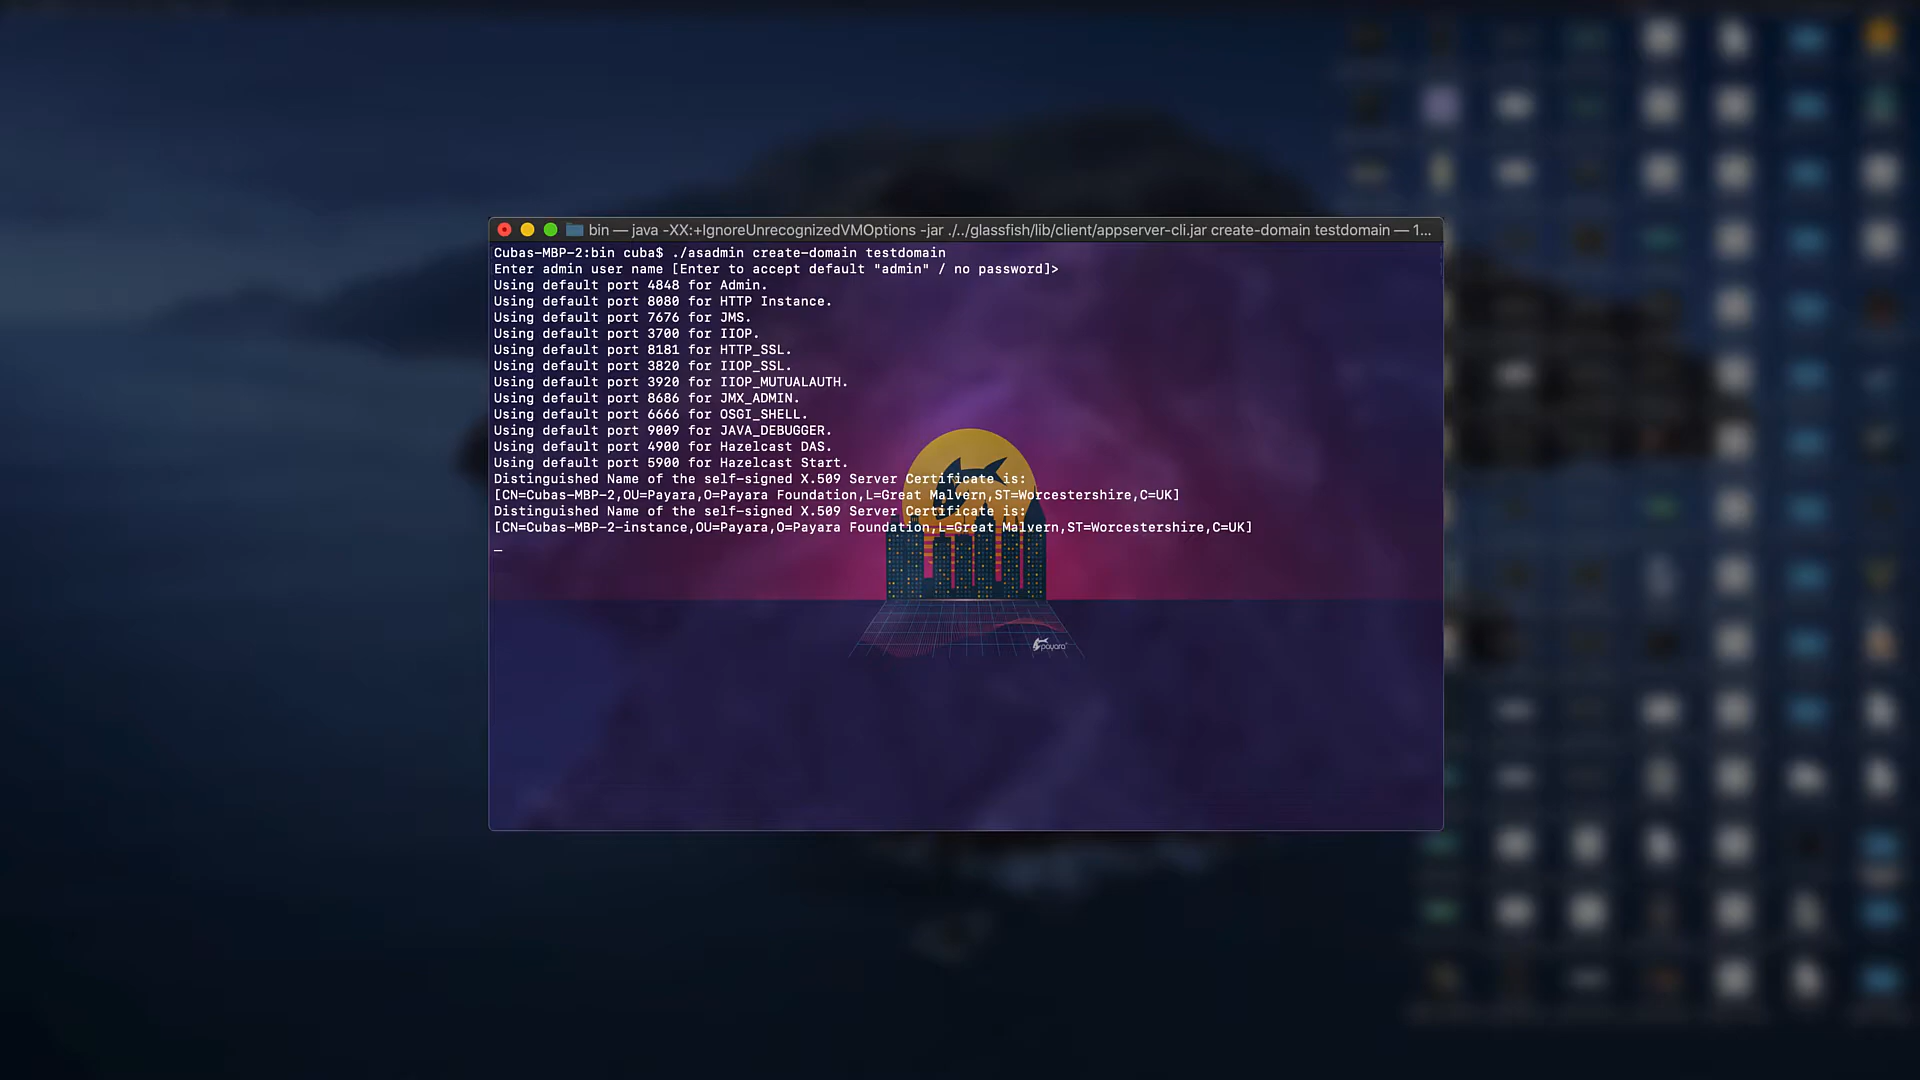 bin — java -XX:+IgnoreUnrecognizedVMOptions -jar ./../glassfish/lib/client/appserver-cli.jar create-domain testdomain — 1...
Cubas-MBP-2:bin cuba$ ./asadmin create-domain testdomain
Enter admin user name [Enter to accept default "admin" / no password]>
Using default port 4848 for Admin.
Using default port 8080 for HTTP Instance.
Using default port 7676 for JMS.
Using default port 3700 for IIOP.
Using default port 8181 for HTTP_SSL.
Using default port 3820 for IIOP_SSL.
Using default port 3920 for IIOP_MUTUALAUTH.
Using default port 8686 for JMX_ADMIN.
Using default port 6666 for OSGI_SHELL.
Using default port 9009 for JAVA_DEBUGGER.
Using default port 4900 for Hazelcast DAS.
Using default port 5900 for Hazelcast Start.
Distinguished Name of the self-signed X.509 Server Certificate is:
[CN=Cubas-MBP-2,OU=Payara,O=Payara Foundation,L=Great Malvern,ST=Worcestershire,C=UK]
Distinguished Name of the self-signed X.509 Server Certificate is:
[CN=Cubas-MBP-2-instance,OU=Payara,O=Payara Foundation,L=Great Malvern,ST=Worcestershire,C=UK]
payara